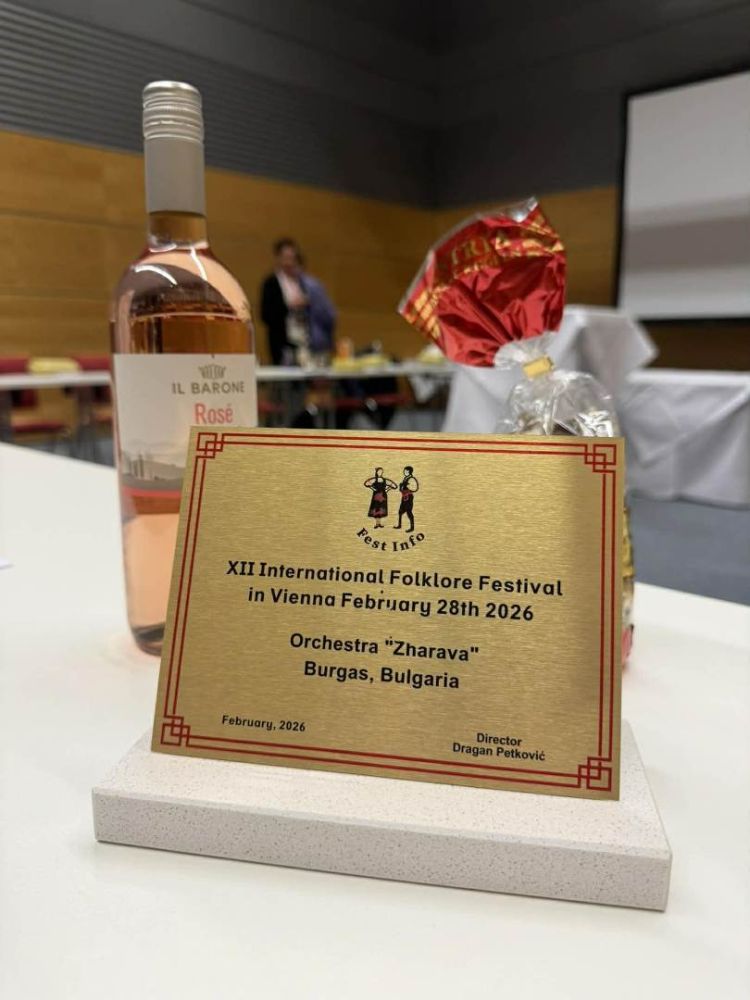 IL BARONE
Rosé
Fest Info
XII International Folklore Festival
in Vienna February 28th 2026
Orchestra "Zharava"
Burgas, Bulgaria
February, 2026
Director
Dragan Petković